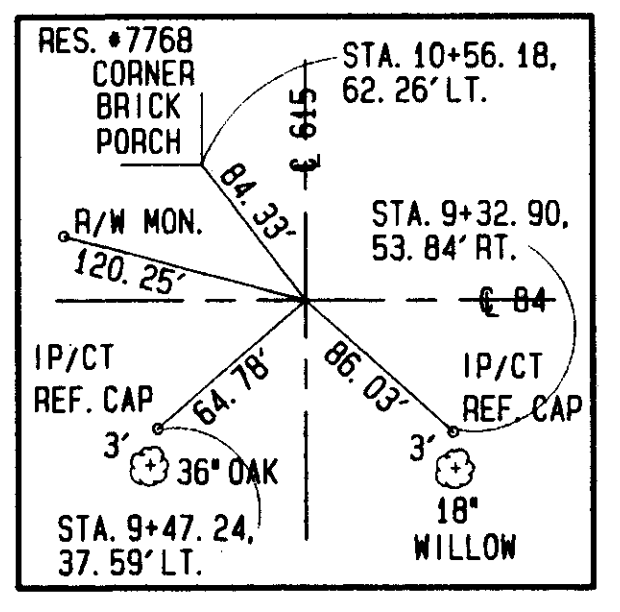 RES. #7768
CORNER
BRICK
PORCH
STA. 10+56. 18,
62. 26' LT.
℄ 615
84. 33'
R/W MON.
120. 25'
STA. 9+32. 90,
53. 84' RT.
℄ 84
IP/CT
REF. CAP
64. 78'
86. 03'
IP/CT
REF. CAP
3'
36" OAK
3'
18"
WILLOW
STA. 9+47. 24,
37. 59' LT.